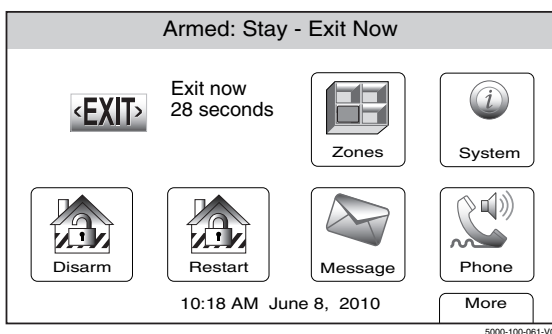 Armed: Stay - Exit Now
‹EXIT›
Exit now
28 seconds
Zones
System
Disarm
Restart
Message
Phone
10:18 AM June 8, 2010
More
5000-100-061-V0